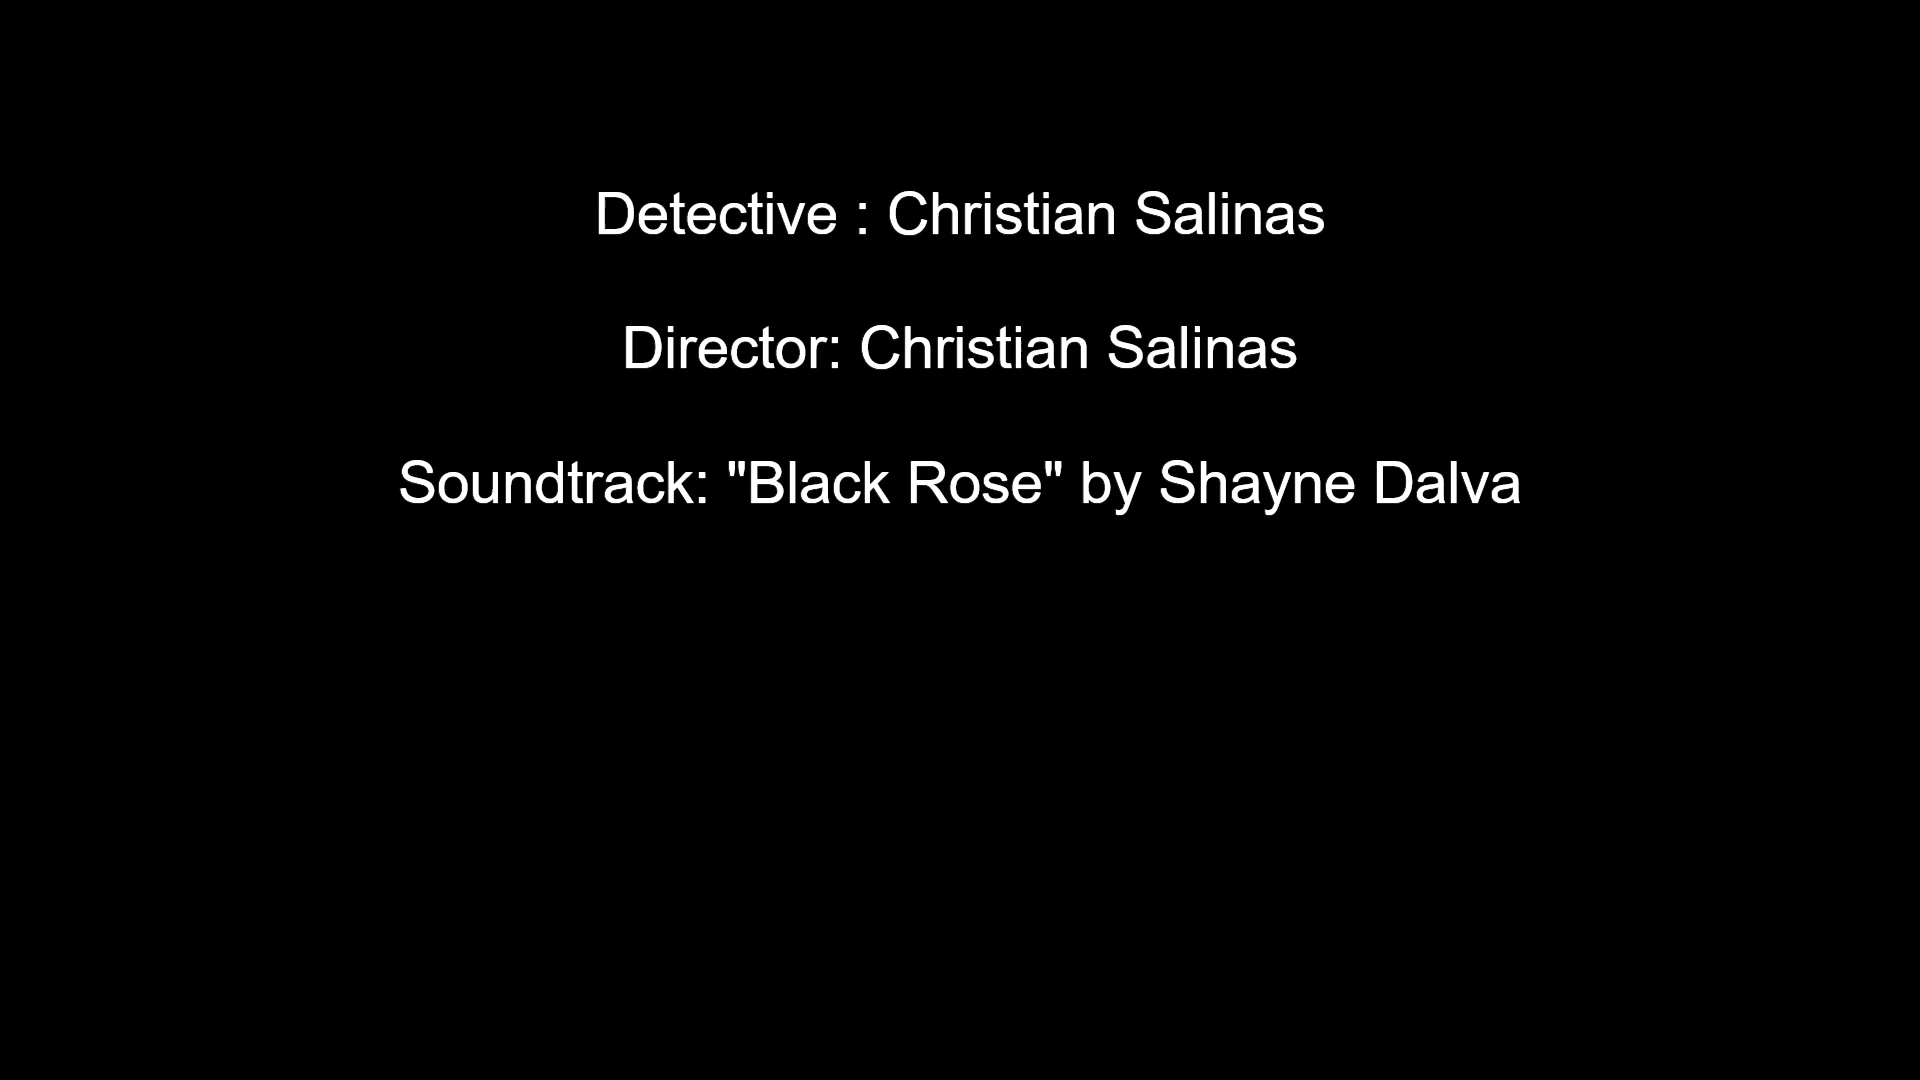 Detective : Christian Salinas
Director: Christian Salinas
Soundtrack: "Black Rose" by Shayne Dalva